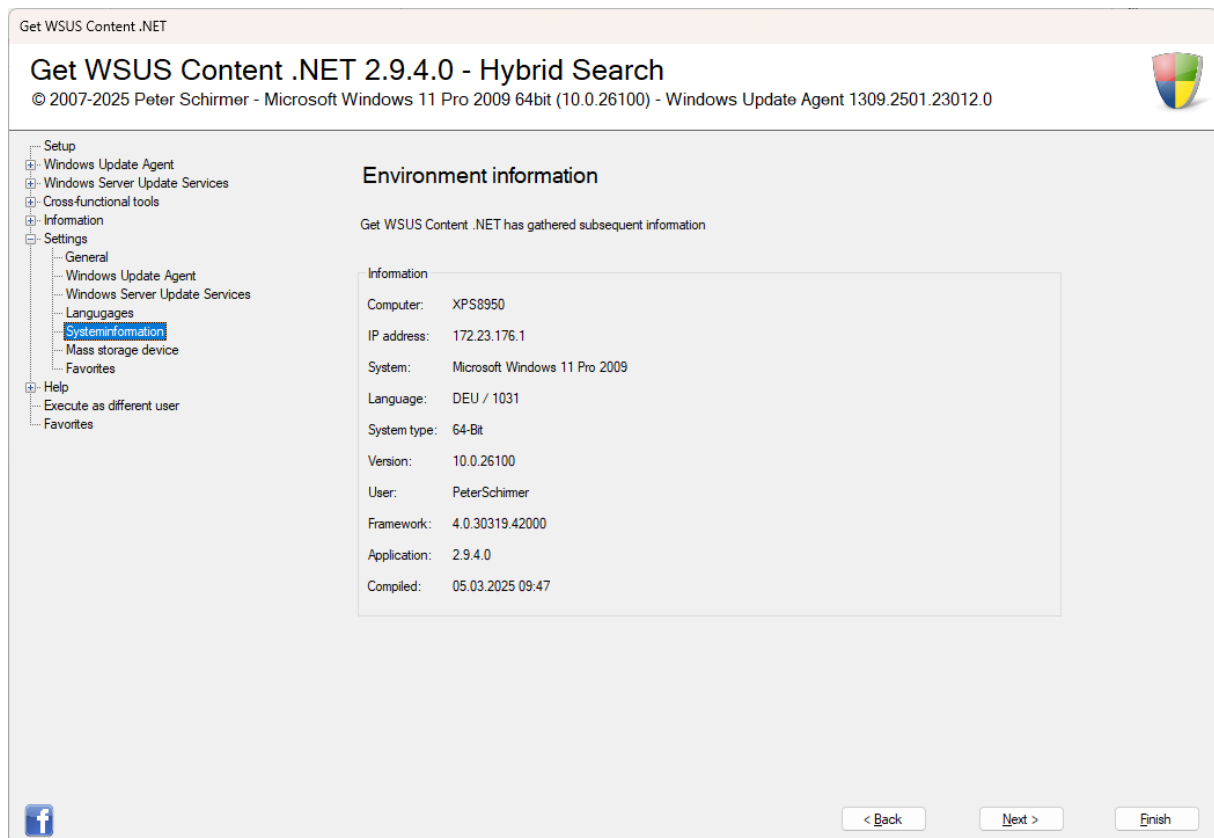 Get WSUS Content .NET
Get WSUS Content .NET 2.9.4.0 - Hybrid Search
© 2007-2025 Peter Schirmer - Microsoft Windows 11 Pro 2009 64bit (10.0.26100) - Windows Update Agent 1309.2501.23012.0
Setup
Windows Update Agent
Windows Server Update Services
Cross-functional tools
Information
Settings
General
Windows Update Agent
Windows Server Update Services
Langugages
Systeminformation
Mass storage device
Favorites
Help
Execute as different user
Favorites
Environment information
Get WSUS Content .NET has gathered subsequent information
Information
Computer: XPS8950
IP address: 172.23.176.1
System: Microsoft Windows 11 Pro 2009
Language: DEU / 1031
System type: 64-Bit
Version: 10.0.26100
User: PeterSchirmer
Framework: 4.0.30319.42000
Application: 2.9.4.0
Compiled: 05.03.2025 09:47
f
< Back
Next >
Finish